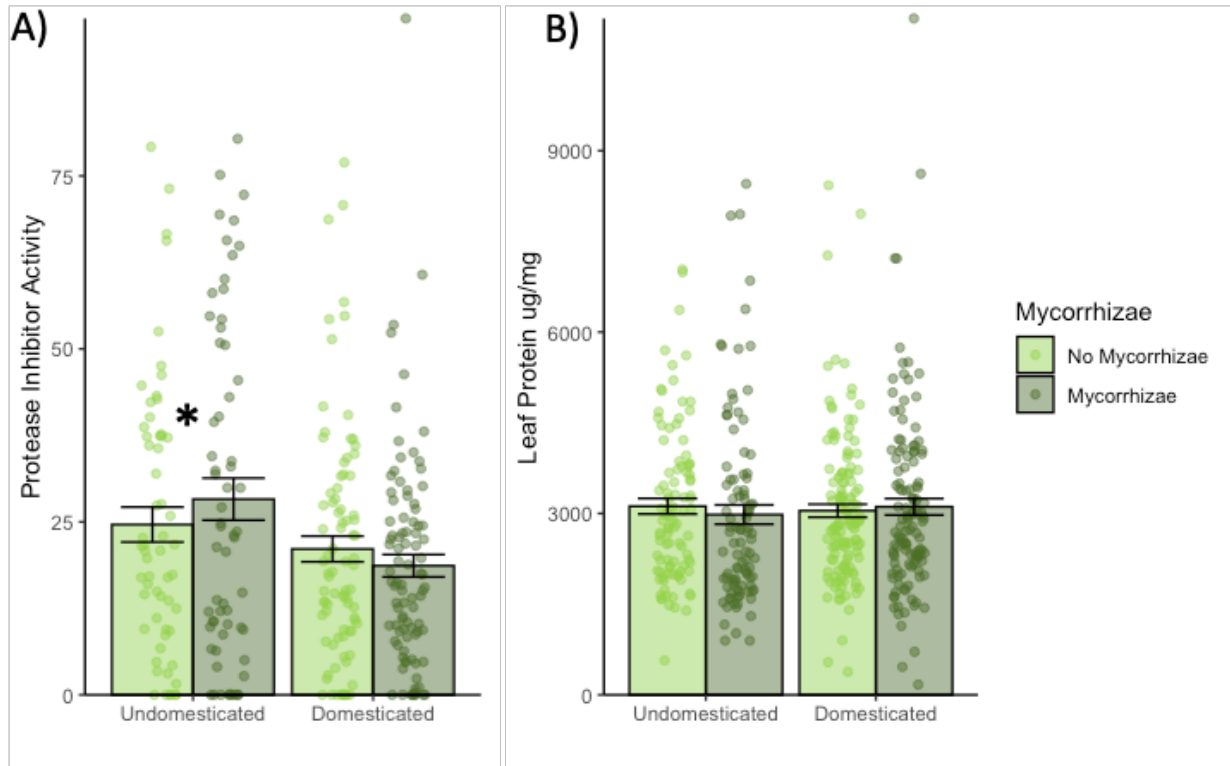 A)
Protease Inhibitor Activity
75
50
25
0
*
Undomesticated
Domesticated
B)
Leaf Protein ug/mg
9000
6000
3000
0
Undomesticated
Domesticated
Mycorrhizae
No Mycorrhizae
Mycorrhizae